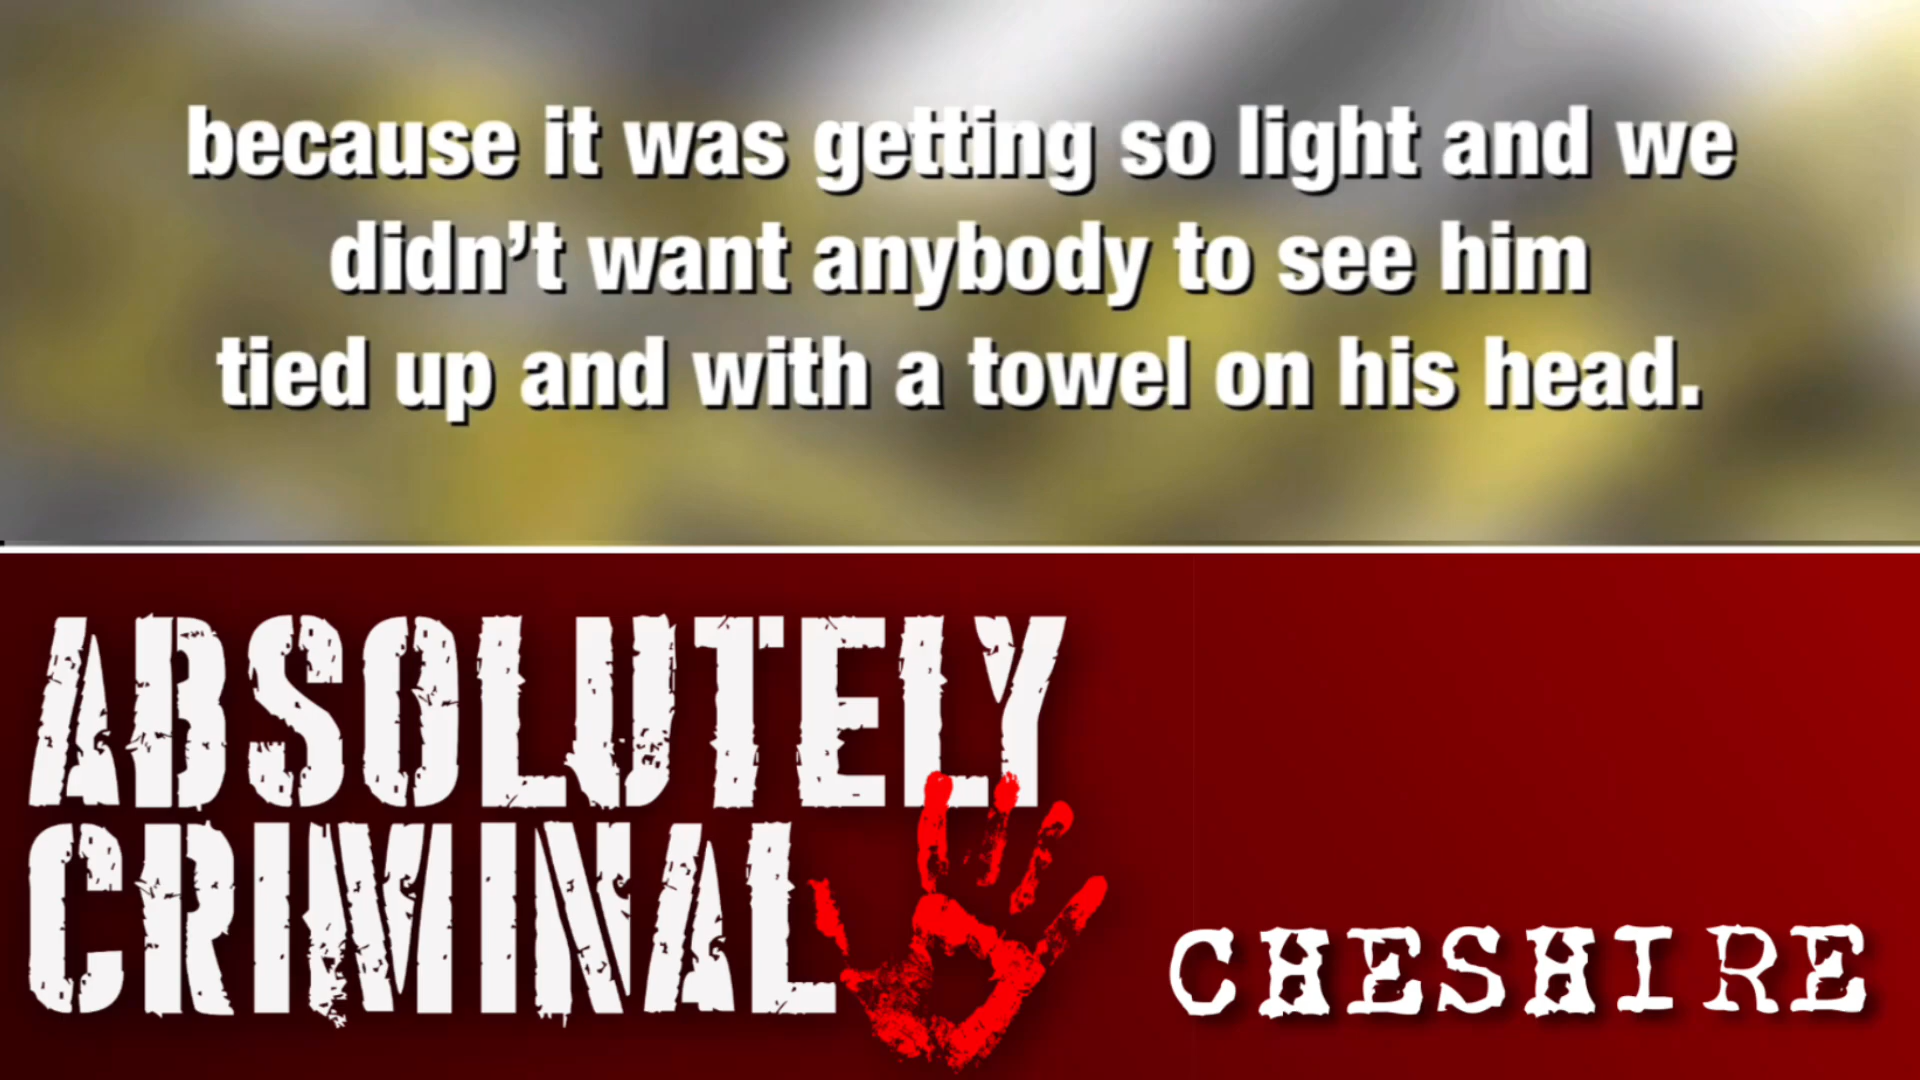 because it was getting so light and we
didn’t want anybody to see him
tied up and with a towel on his head.
ABSOLUTELY
CRIMINAL
CHESHIRE